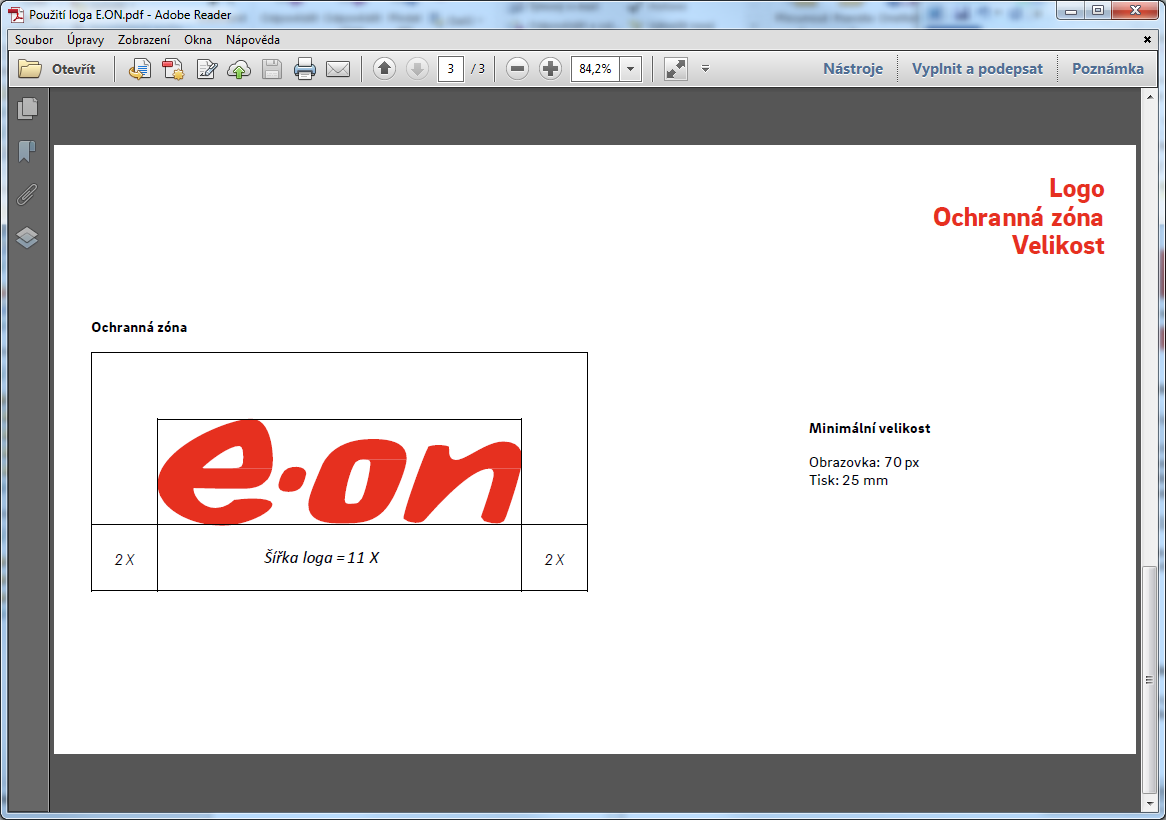 Použití loga E.ON.pdf - Adobe Reader
Soubor Úpravy Zobrazení Okna Nápověda
Otevřít 3 / 3 84,2% Nástroje Vyplnit a podepsat Poznámka
Logo
Ochranná zóna
Velikost
Ochranná zóna
e·on
2 X Šířka loga = 11 X 2 X
Minimální velikost
Obrazovka: 70 px
Tisk: 25 mm